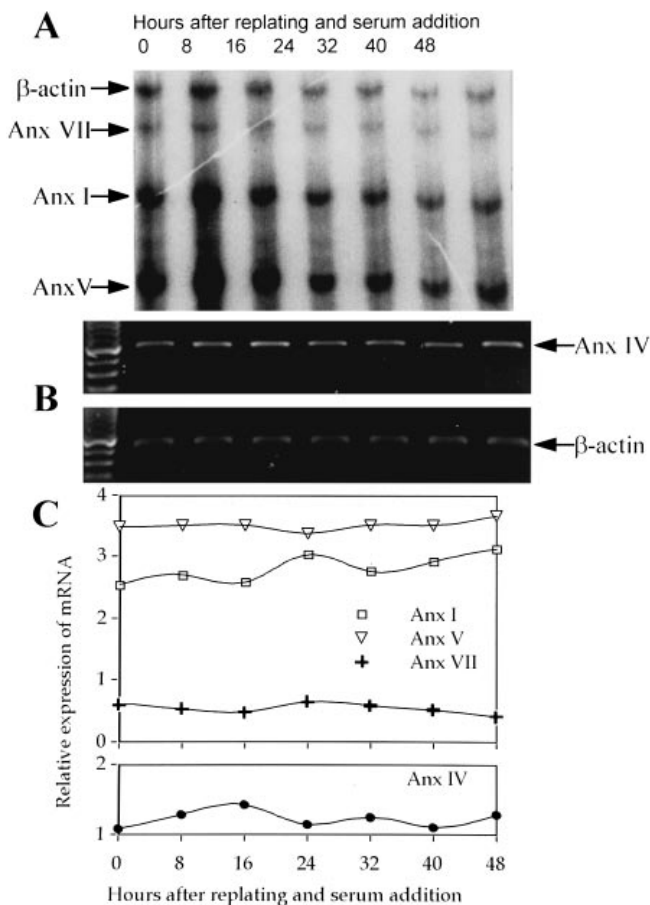 A
Hours after replating and serum addition
0 8 16 24 32 40 48
β-actin
Anx VII
Anx I
AnxV
Anx IV
B
β-actin
C
4
3
2
1
0
Anx I
Anx V
Anx VII
Relative expression of mRNA
Anx IV
2
1
0 8 16 24 32 40 48
Hours after replating and serum addition